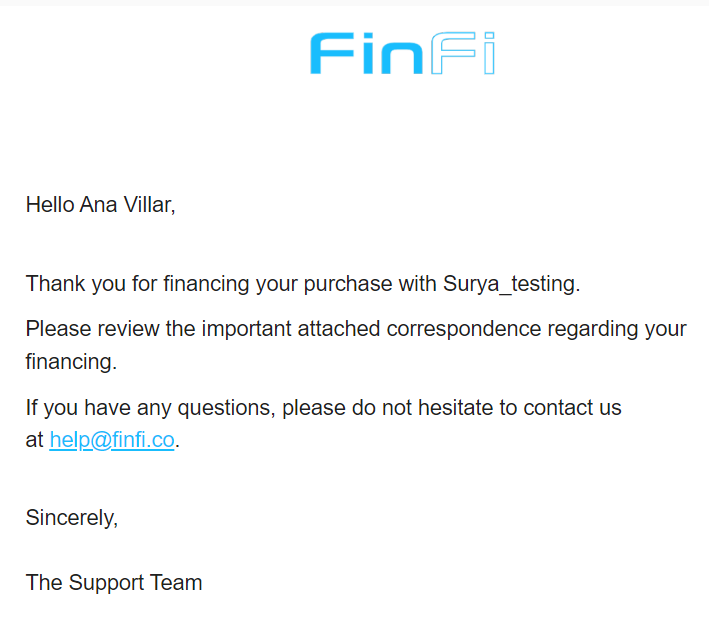 FinFi
Hello Ana Villar,
Thank you for financing your purchase with Surya_testing.
Please review the important attached correspondence regarding your
financing.
If you have any questions, please do not hesitate to contact us
at help@finfi.co.
Sincerely,
The Support Team